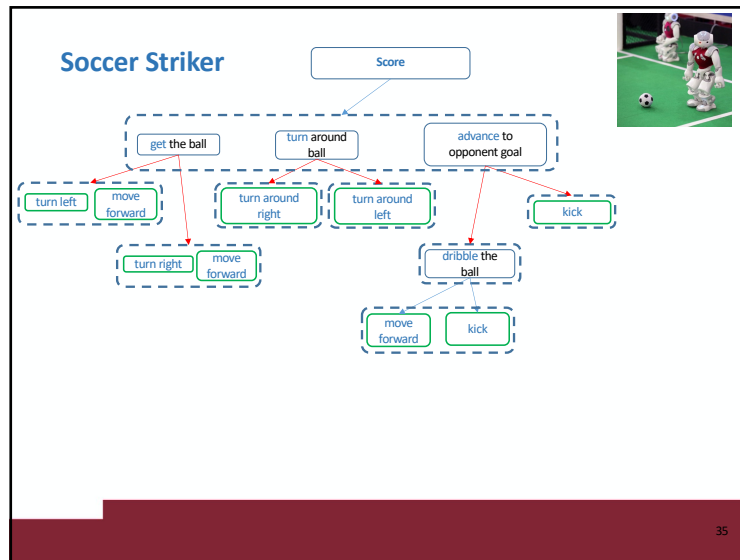 Soccer Striker
Score
get the ball
turn around
ball
advance to
opponent goal
turn left
move
forward
turn around
right
turn around
left
kick
turn right
move
forward
dribble the
ball
move
forward
kick
35